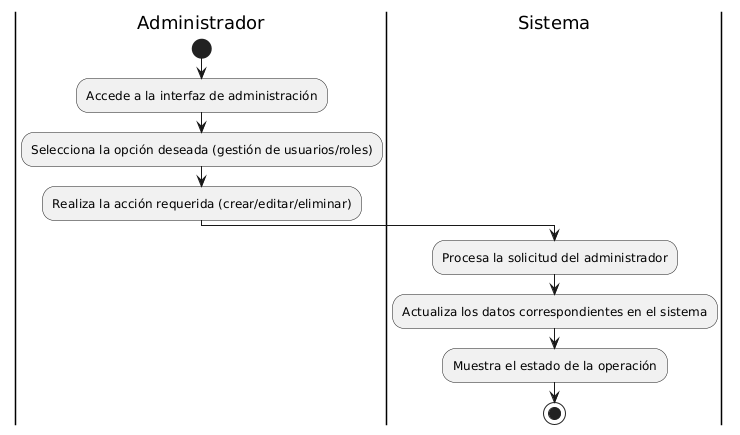 Administrador
Sistema
Accede a la interfaz de administración
Selecciona la opción deseada (gestión de usuarios/roles)
Realiza la acción requerida (crear/editar/eliminar)
Procesa la solicitud del administrador
Actualiza los datos correspondientes en el sistema
Muestra el estado de la operación